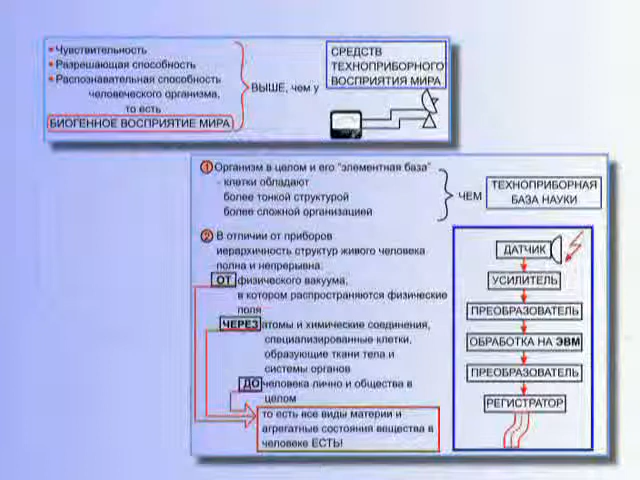 • Чувствительность
• Разрешающая способность
• Распознавательная способность
человеческого организма,
то есть
БИОГЕННОЕ ВОСПРИЯТИЕ МИРА
ВЫШЕ, чем у
СРЕДСТВ
ТЕХНОПРИБОРНОГО
ВОСПРИЯТИЯ МИРА
1 Организм в целом и его "элементная база"
- клетки обладают
более тонкой структурой
более сложной организацией
ЧЕМ
ТЕХНОПРИБОРНАЯ
БАЗА НАУКИ
2 В отличии от приборов
иерархичность структур живого человека
полна и непрерывна:
ОТ физического вакуума,
в котором распространяются физические
поля
ЧЕРЕЗ атомы и химические соединения,
специализированные клетки,
образующие ткани тела и
системы органов
ДО человека лично и общества в
целом
то есть все виды материи и
агрегатные состояния вещества в
человеке ЕСТЬ!
ДАТЧИК
УСИЛИТЕЛЬ
ПРЕОБРАЗОВАТЕЛЬ
ОБРАБОТКА НА ЭВМ
ПРЕОБРАЗОВАТЕЛЬ
РЕГИСТРАТОР